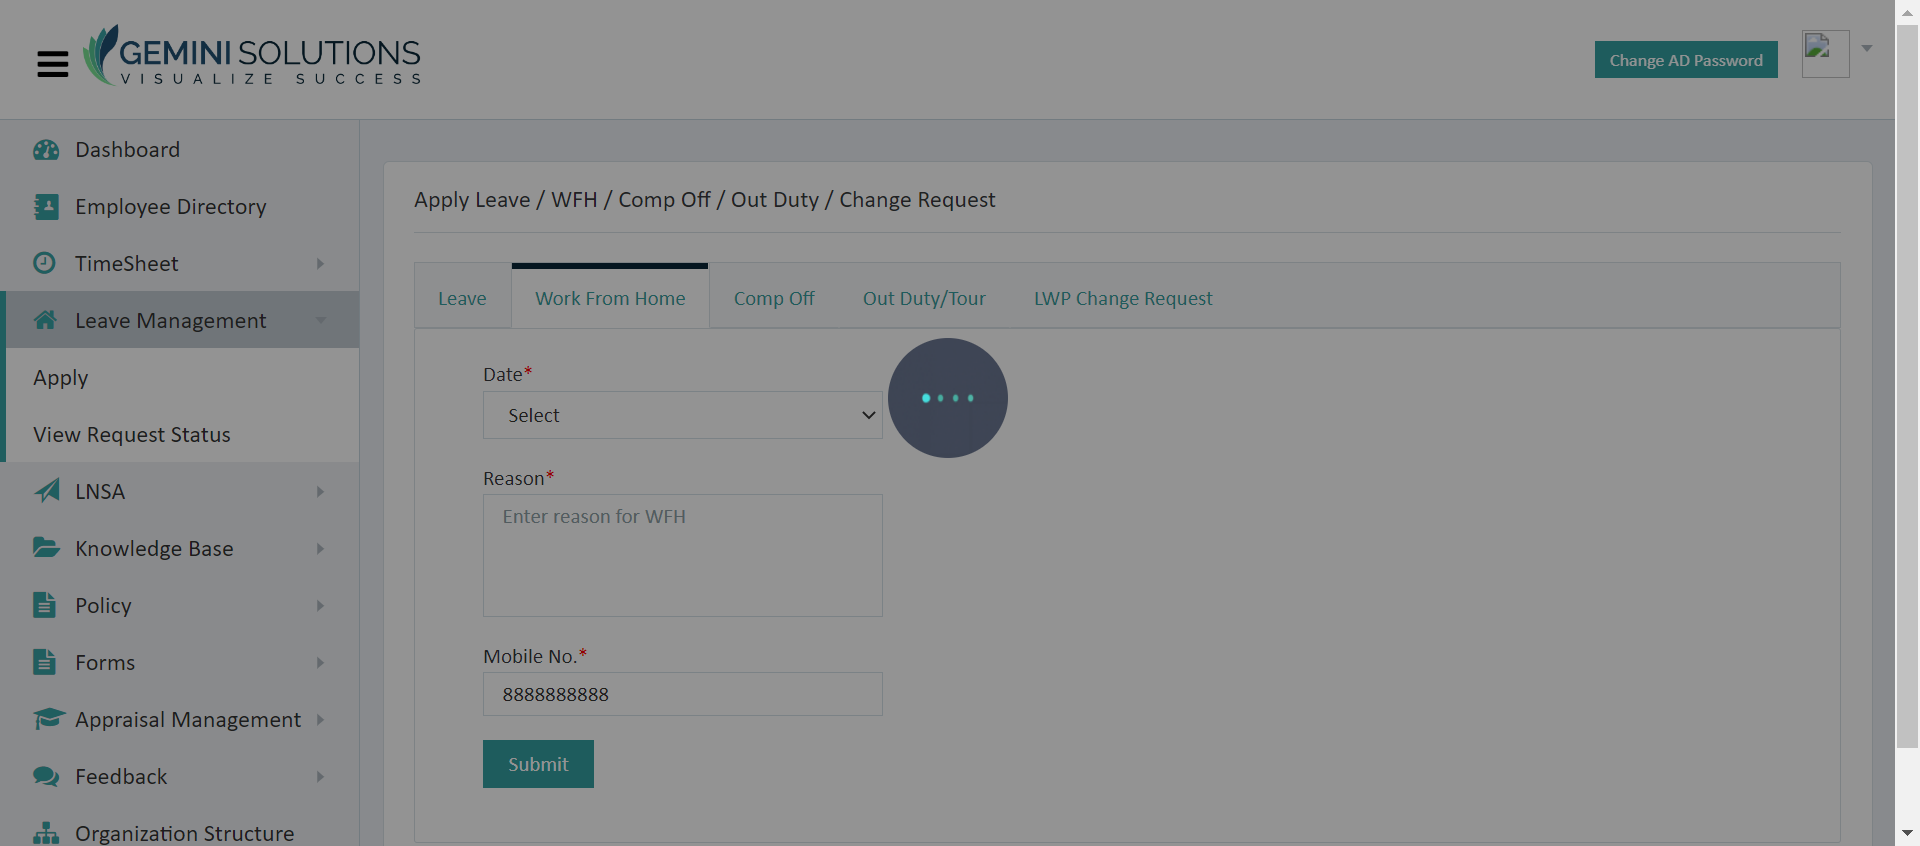 GEMINI SOLUTIONS
VISUALIZE SUCCESS
Change AD Password
Dashboard
Employee Directory
TimeSheet
Leave Management
Apply
View Request Status
LNSA
Knowledge Base
Policy
Forms
Appraisal Management
Feedback
Organization Structure
Apply Leave / WFH / Comp Off / Out Duty / Change Request
Leave Work From Home Comp Off Out Duty/Tour LWP Change Request
Date*
Select
Reason*
Enter reason for WFH
Mobile No.*
8888888888
Submit